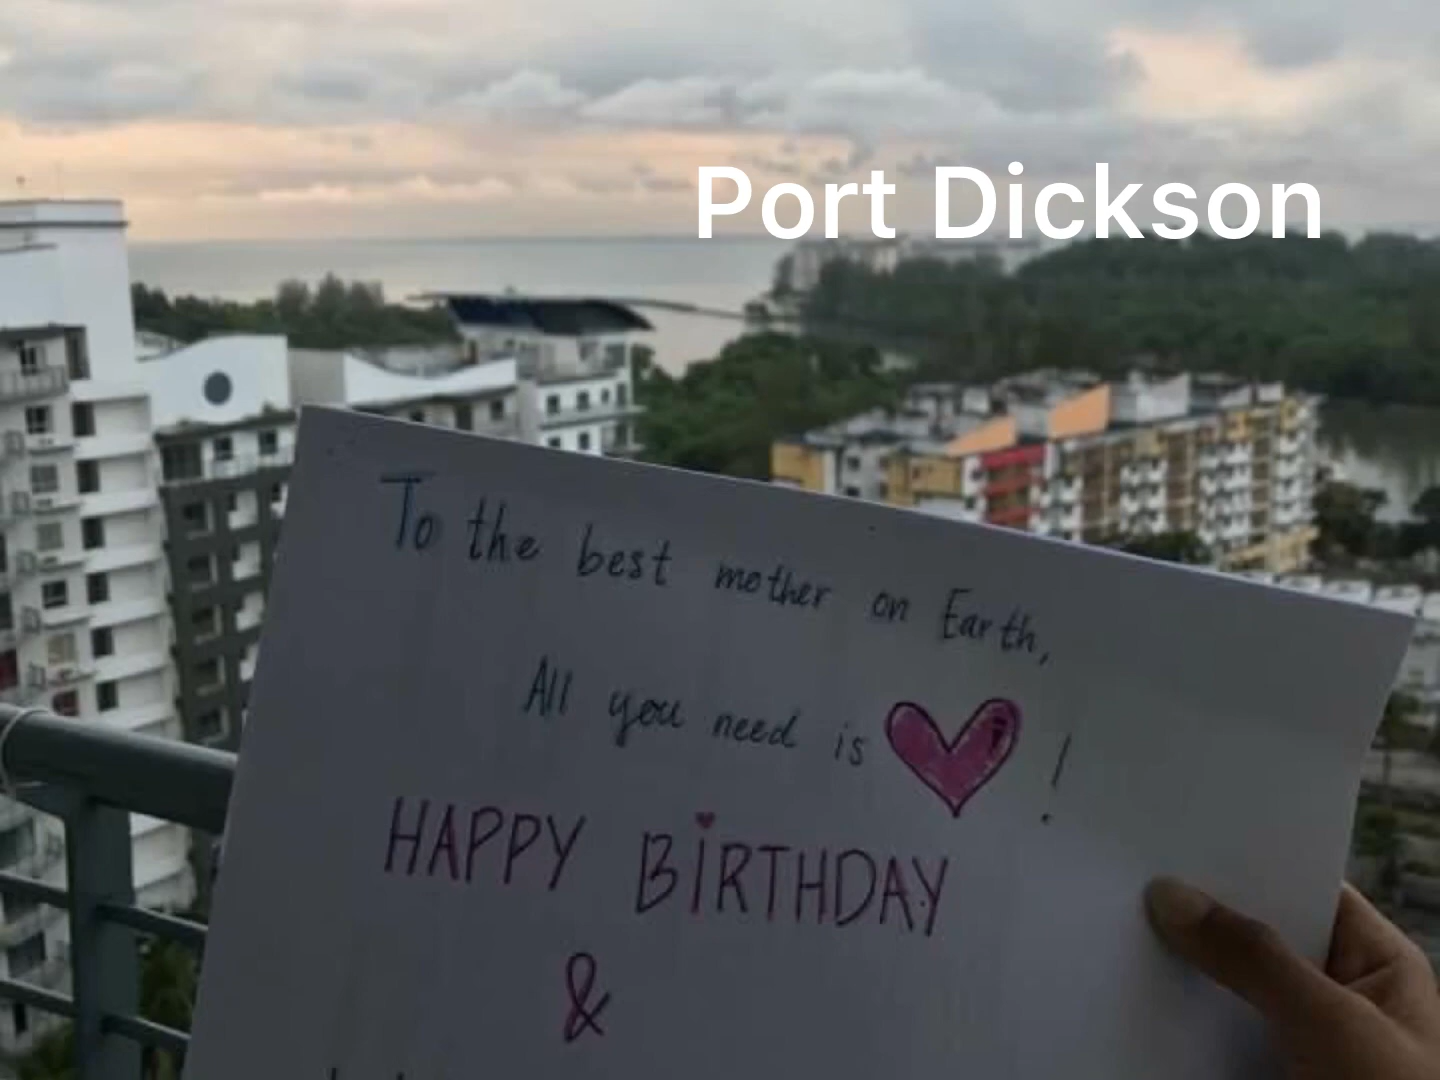 Port Dickson
To the best mother on Earth,
All you need is ♥ !
HAPPY BIRTHDAY
&